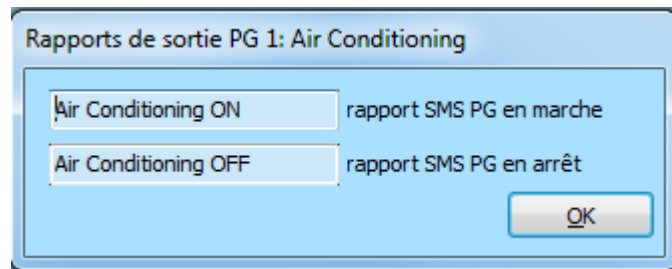 Rapports de sortie PG 1: Air Conditioning
Air Conditioning ON rapport SMS PG en marche
Air Conditioning OFF rapport SMS PG en arrêt
OK